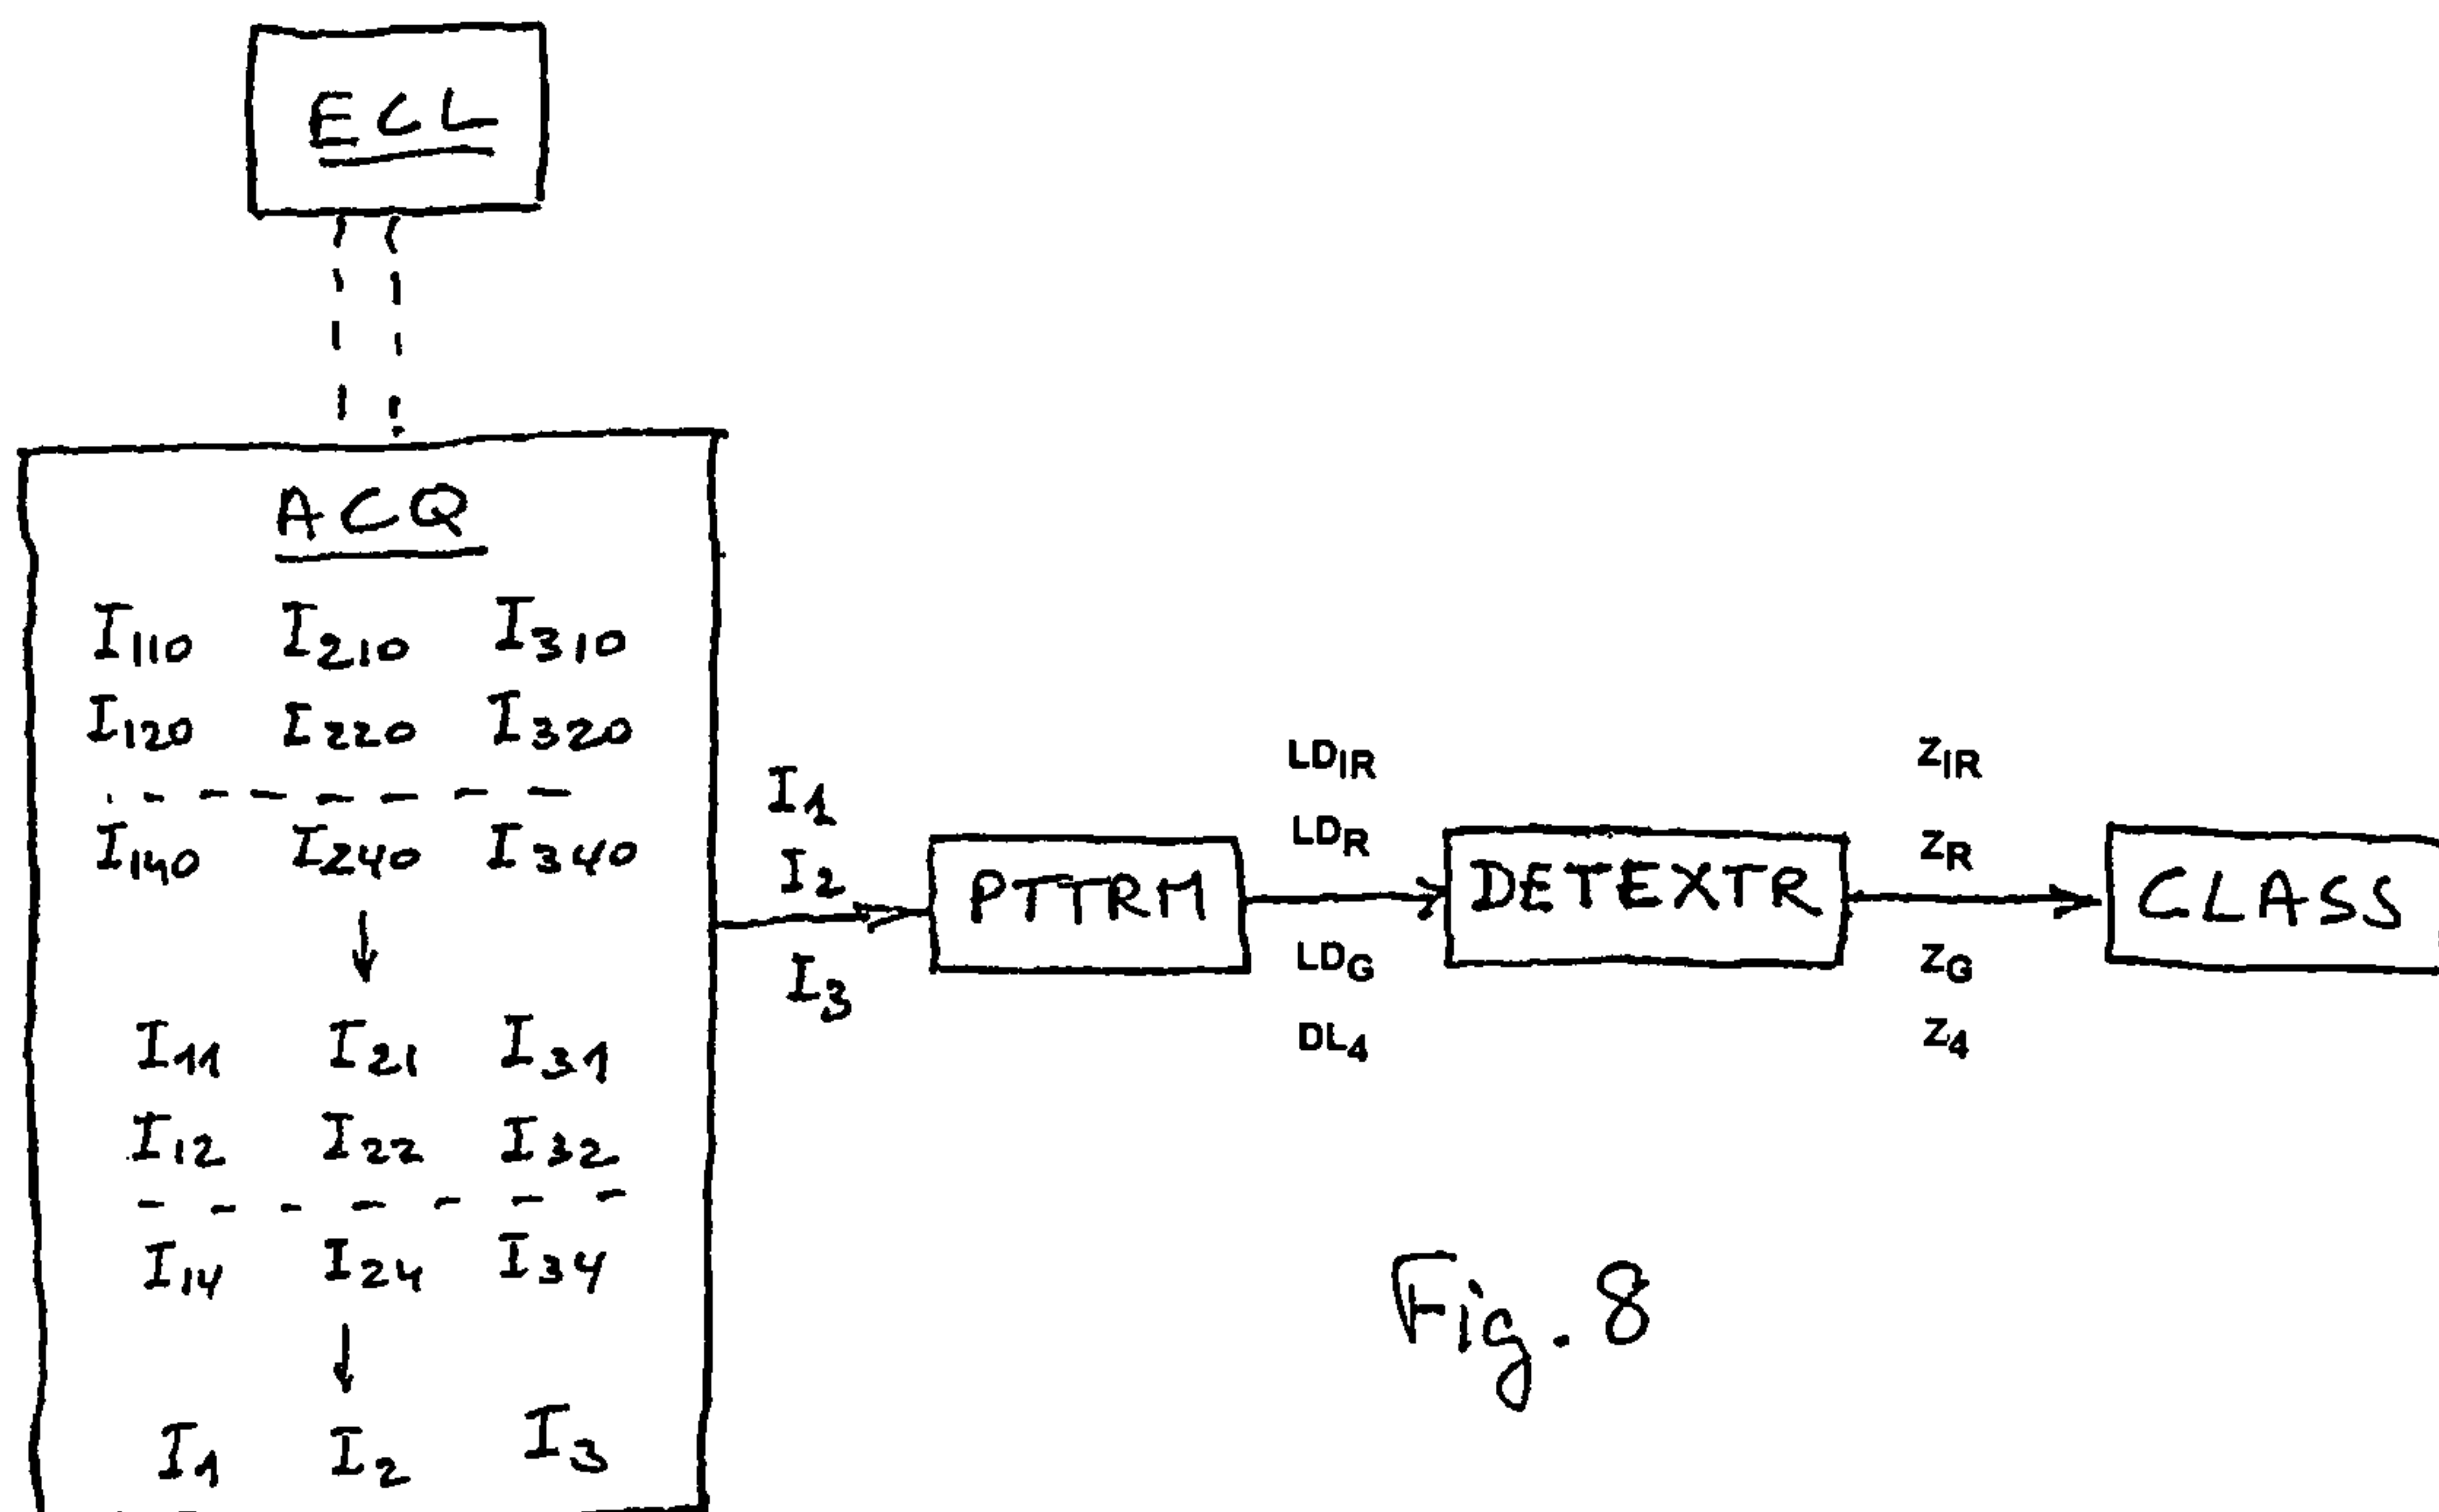 ECL
ACQ
I110 I210 I310
I120 I220 I320
I140 I240 I340
I11 I21 I31
I12 I22 I32
I14 I24 I34
I1 I2 I3
I1
I2
I3
PTTRM
LDIR
LDR
LDG
DL4
DETEXTR
ZIR
ZR
ZG
Z4
CLASS
Fig. 8